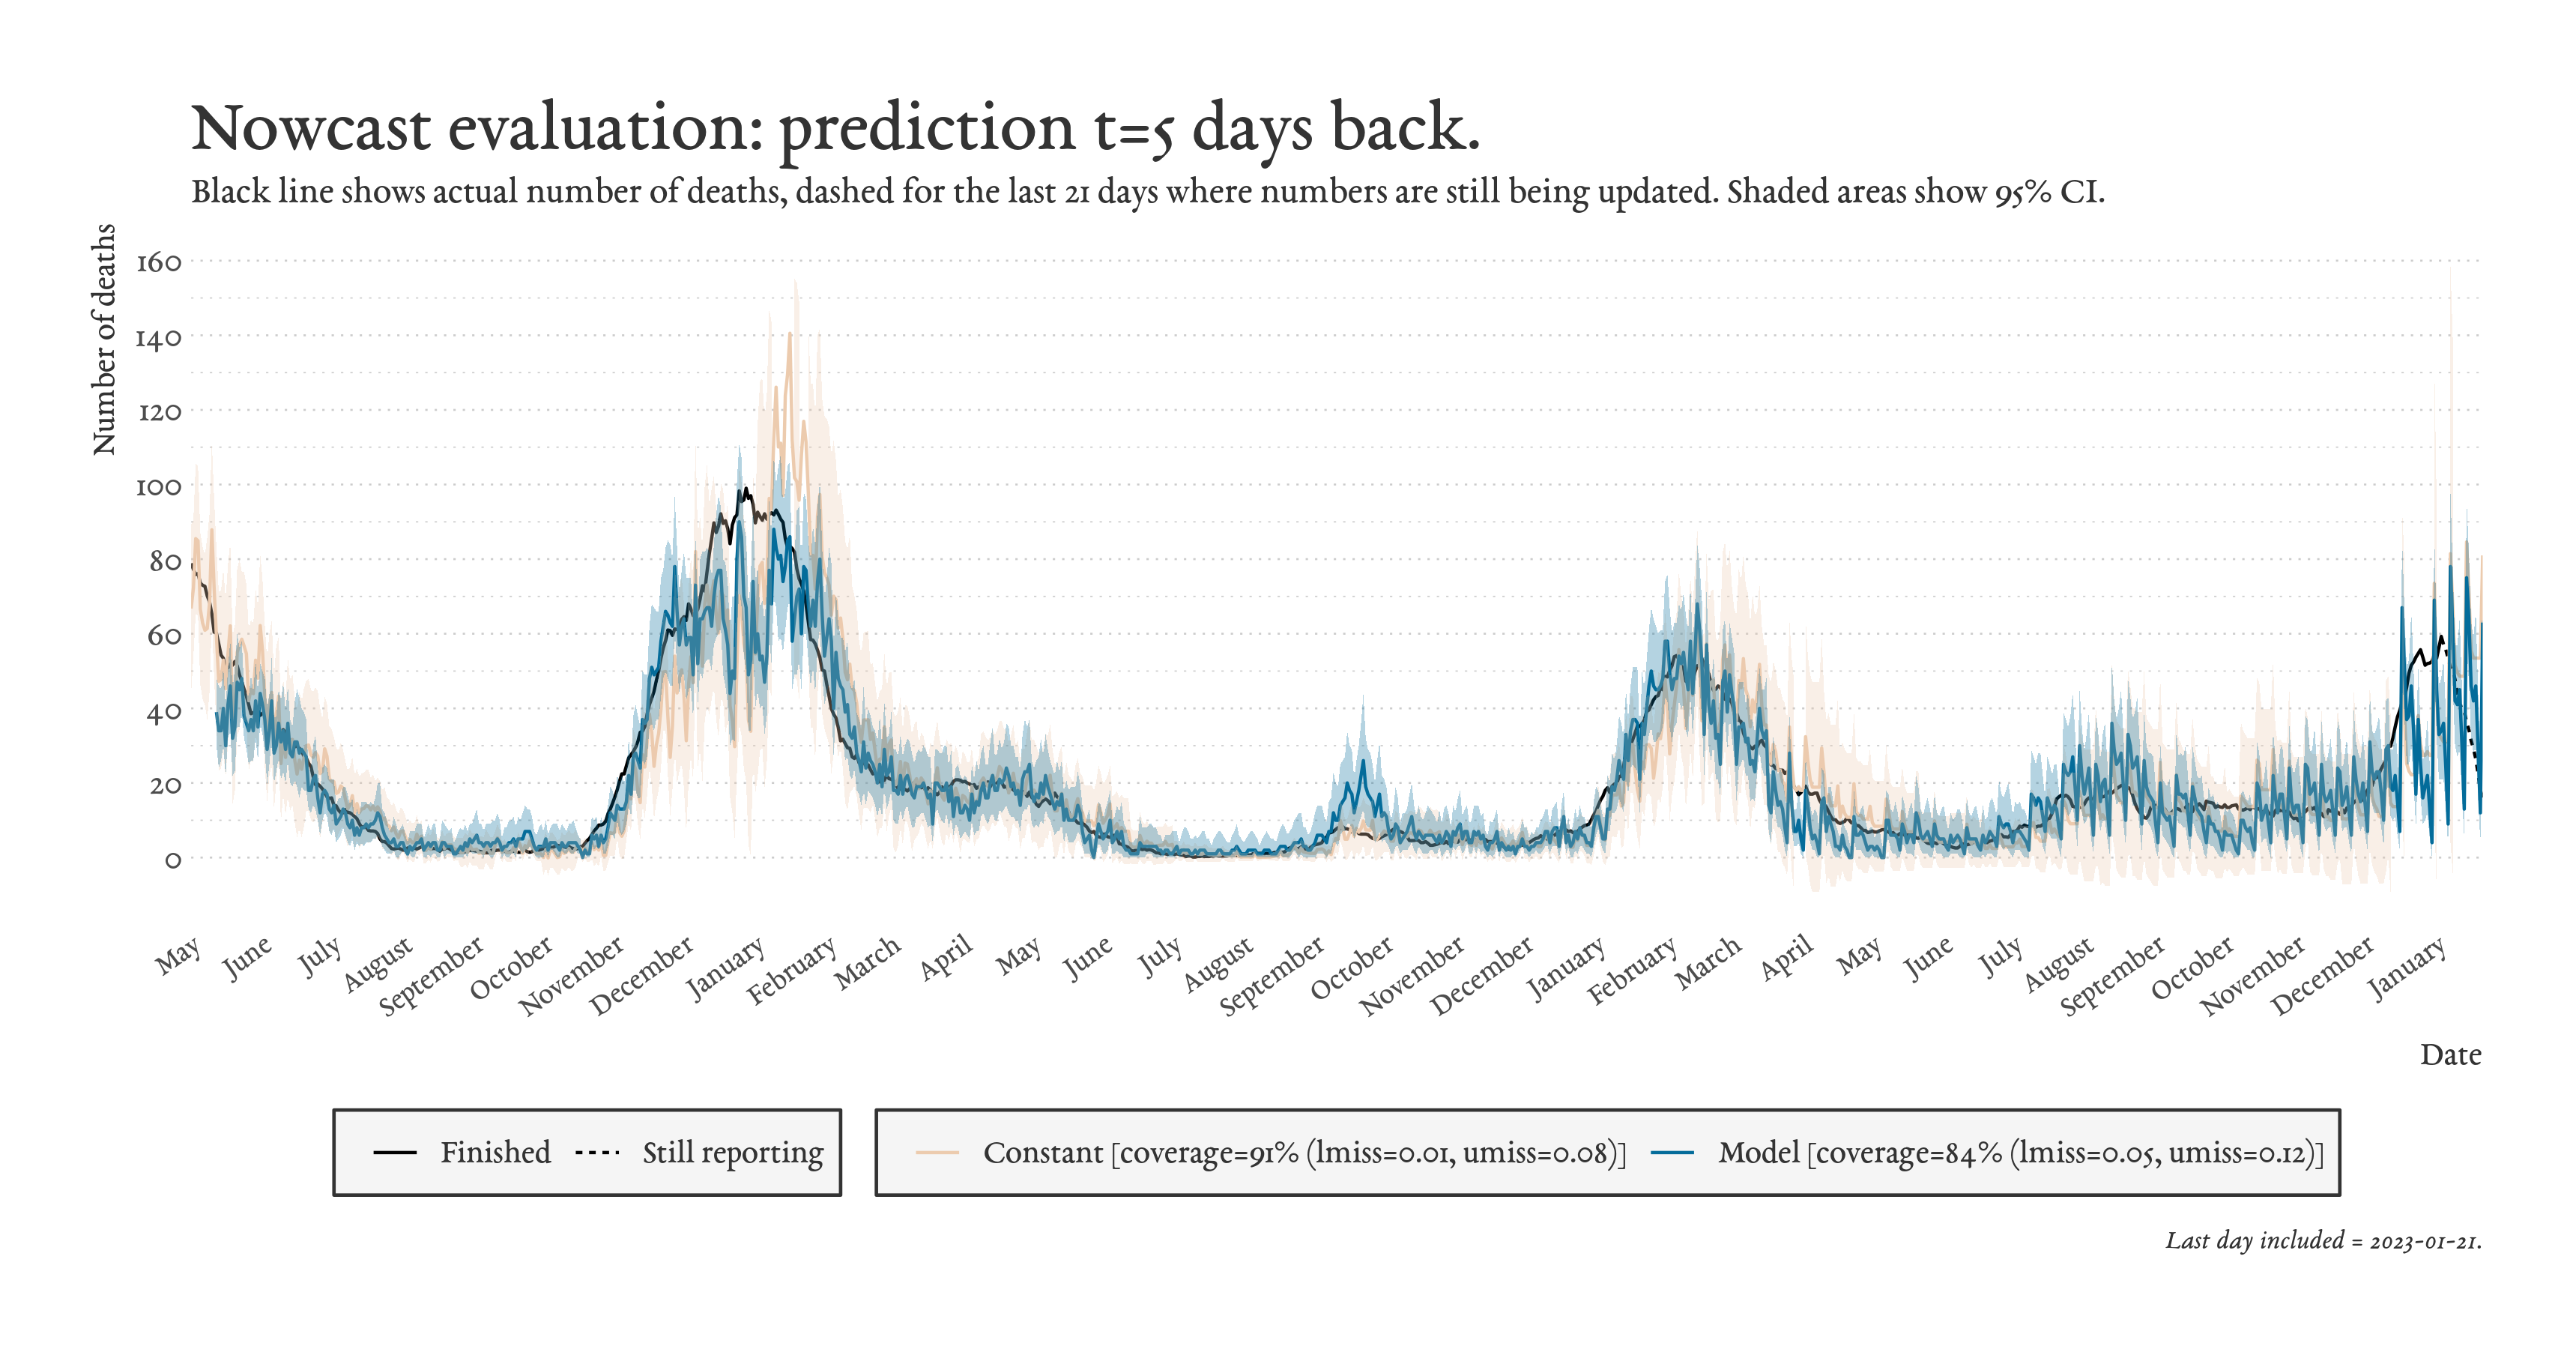 Nowcast evaluation: prediction t=5 days back.
Black line shows actual number of deaths, dashed for the last 21 days where numbers are still being updated. Shaded areas show 95% CI.
Number of deaths
160
140
120
100
80
60
40
20
0
May
June
July
August
September
October
November
December
January
February
March
April
May
June
July
August
September
October
November
December
January
February
March
April
May
June
July
August
September
October
November
December
January
Date
Finished
Still reporting
Constant [coverage=91% (lmiss=0.01, umiss=0.08)]
Model [coverage=84% (lmiss=0.05, umiss=0.12)]
Last day included = 2023-01-21.